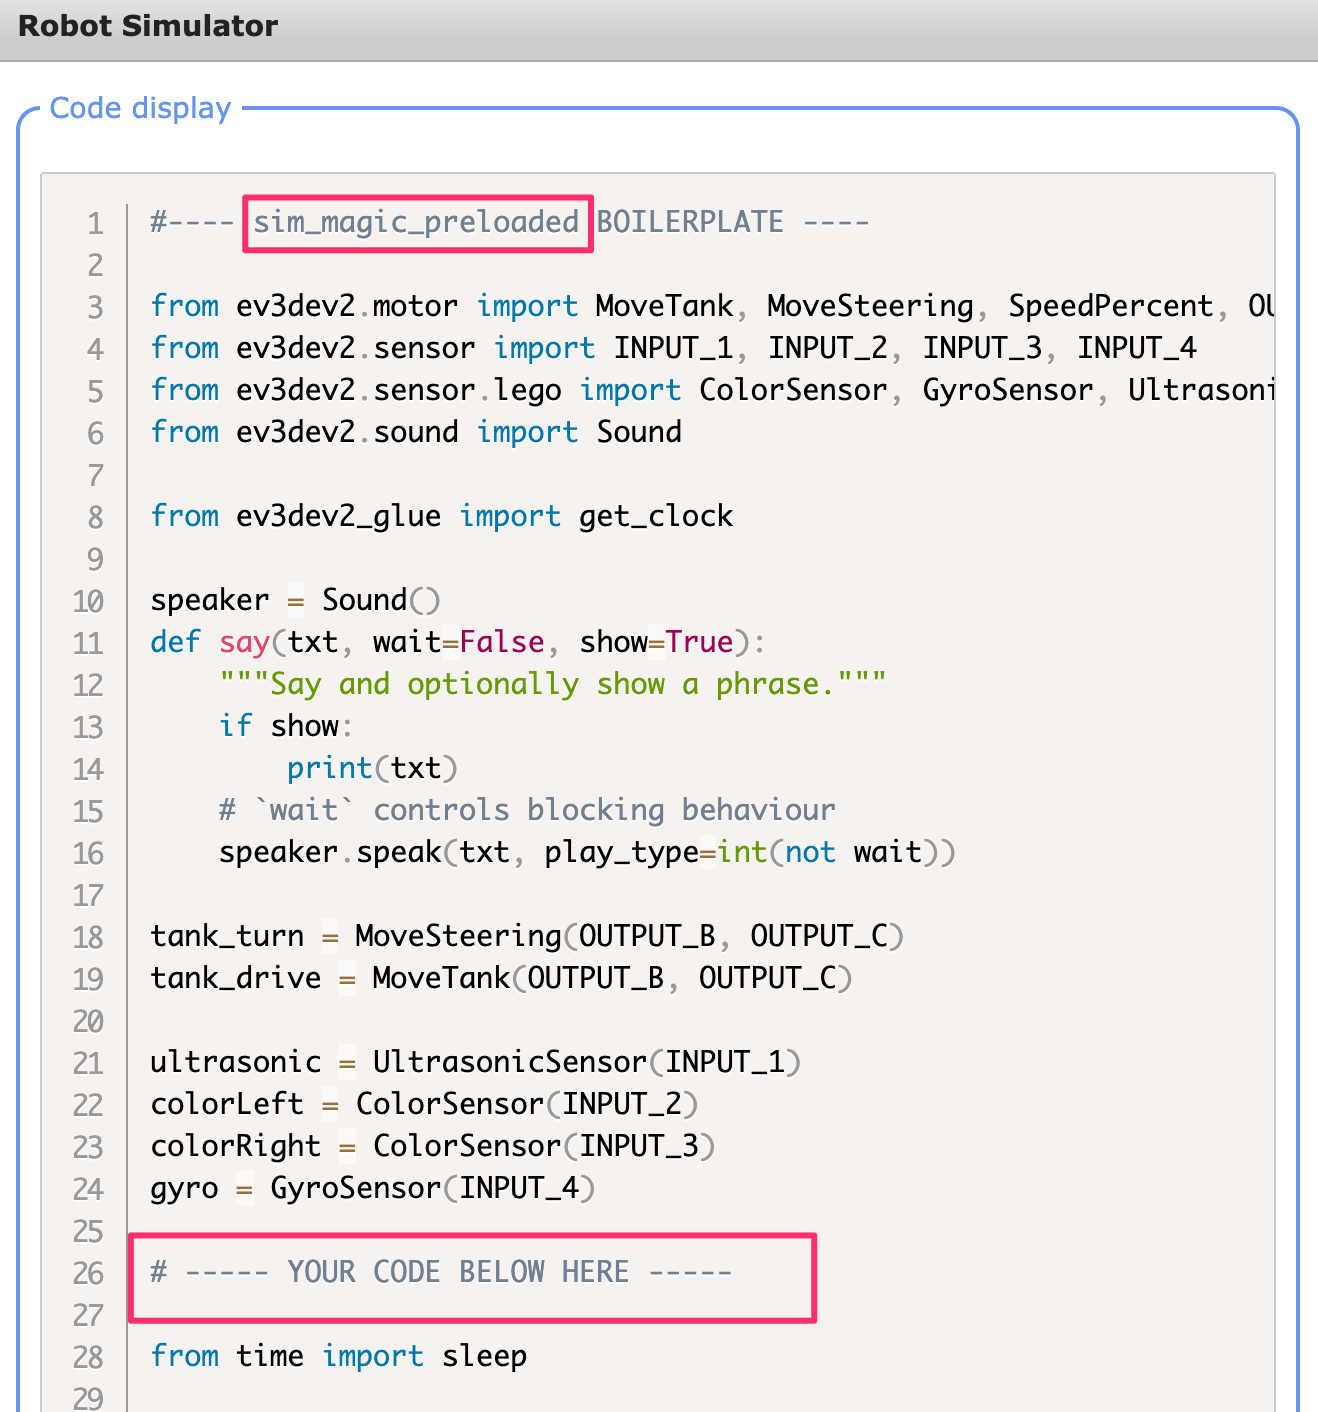 Robot Simulator
Code display
1 #---- sim_magic_preloaded BOILERPLATE ----
2
3 from ev3dev2.motor import MoveTank, MoveSteering, SpeedPercent, OU
4 from ev3dev2.sensor import INPUT_1, INPUT_2, INPUT_3, INPUT_4
5 from ev3dev2.sensor.lego import ColorSensor, GyroSensor, Ultrasoni
6 from ev3dev2.sound import Sound
7
8 from ev3dev2_glue import get_clock
9
10 speaker = Sound()
11 def say(txt, wait=False, show=True):
12     """Say and optionally show a phrase."""
13     if show:
14         print(txt)
15     # `wait` controls blocking behaviour
16     speaker.speak(txt, play_type=int(not wait))
17
18 tank_turn = MoveSteering(OUTPUT_B, OUTPUT_C)
19 tank_drive = MoveTank(OUTPUT_B, OUTPUT_C)
20
21 ultrasonic = UltrasonicSensor(INPUT_1)
22 colorLeft = ColorSensor(INPUT_2)
23 colorRight = ColorSensor(INPUT_3)
24 gyro = GyroSensor(INPUT_4)
25
26 # ----- YOUR CODE BELOW HERE -----
27
28 from time import sleep
29